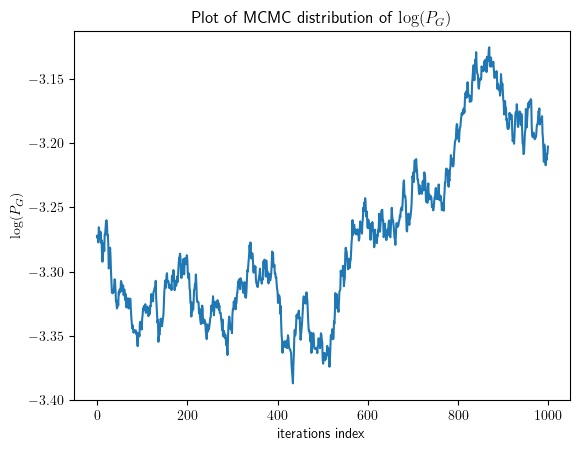 Plot of MCMC distribution of log(P_G)
log(P_G)
−3.15
−3.20
−3.25
−3.30
−3.35
−3.40
0 200 400 600 800 1000
iterations index